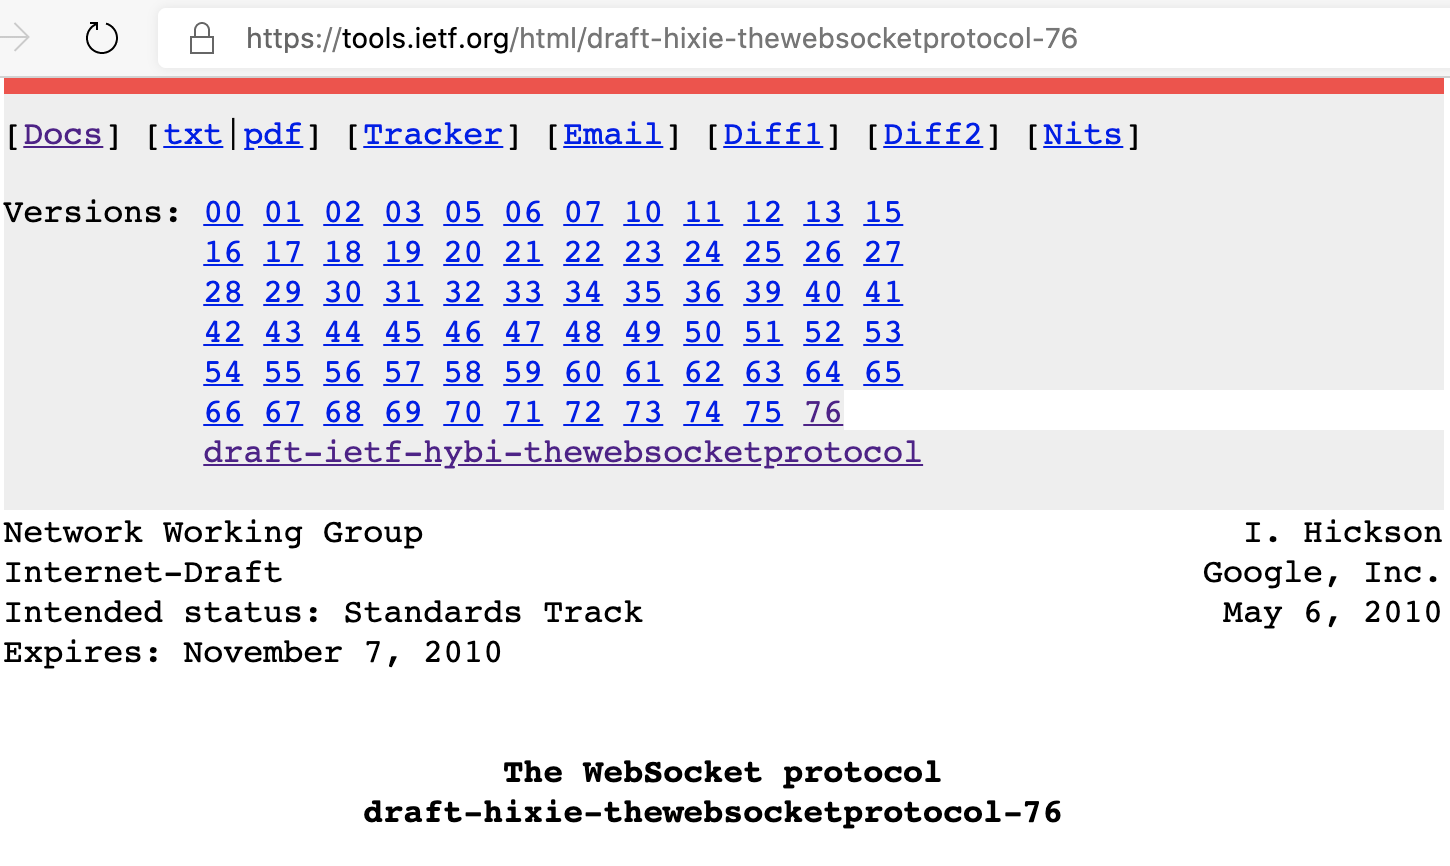 https://tools.ietf.org/html/draft-hixie-thewebsocketprotocol-76
[Docs] [txt|pdf] [Tracker] [Email] [Diff1] [Diff2] [Nits]
Versions: 00 01 02 03 05 06 07 10 11 12 13 15
16 17 18 19 20 21 22 23 24 25 26 27
28 29 30 31 32 33 34 35 36 39 40 41
42 43 44 45 46 47 48 49 50 51 52 53
54 55 56 57 58 59 60 61 62 63 64 65
66 67 68 69 70 71 72 73 74 75 76
draft-ietf-hybi-thewebsocketprotocol
Network Working Group I. Hickson
Internet-Draft Google, Inc.
Intended status: Standards Track May 6, 2010
Expires: November 7, 2010
The WebSocket protocol
draft-hixie-thewebsocketprotocol-76